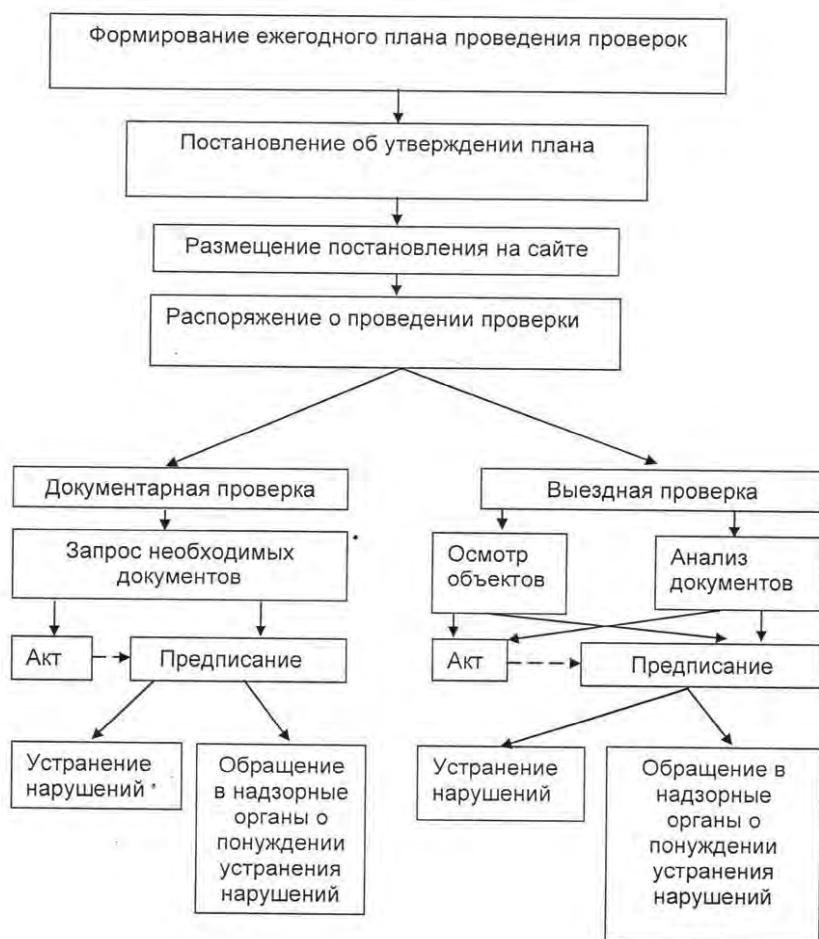 Формирование ежегодного плана проведения проверок
Постановление об утверждении плана
Размещение постановления на сайте
Распоряжение о проведении проверки
Документарная проверка
Запрос необходимых
документов
Акт
Предписание
Устранение
нарушений
Обращение
в надзорные
органы о
понуждении
устранения
нарушений
Выездная проверка
Осмотр
объектов
Анализ
документов
Акт
Предписание
Устранение
нарушений
Обращение в
надзорные
органы о
понуждении
устранения
нарушений